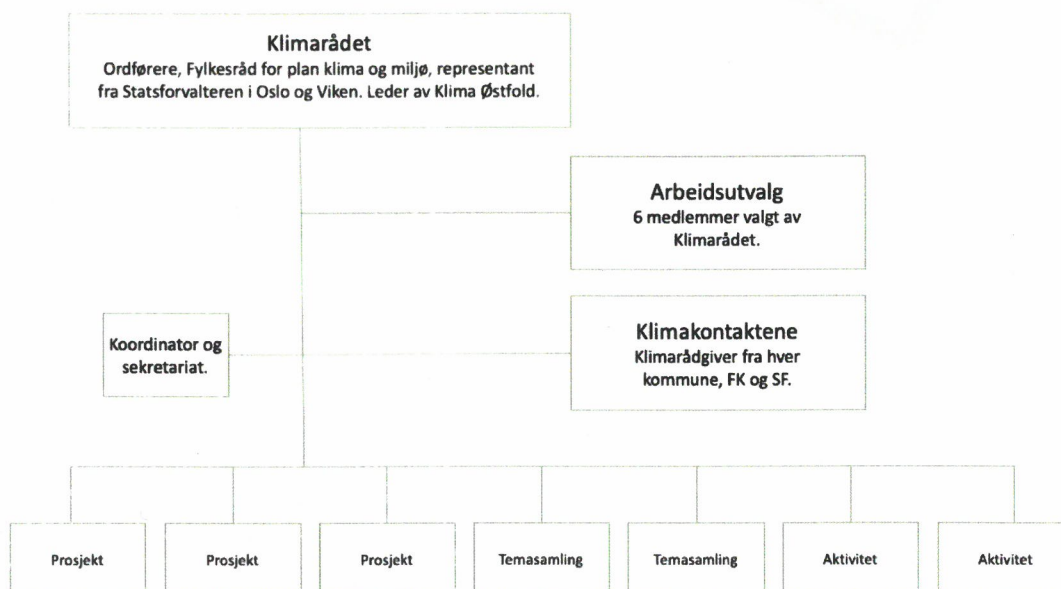 Klimarådet
Ordførere, Fylkesråd for plan klima og miljø, representant
fra Statsforvalteren i Oslo og Viken. Leder av Klima Østfold.
Arbeidsutvalg
6 medlemmer valgt av
Klimarådet.
Koordinator og
sekretariat.
Klimakontaktene
Klimarådgiver fra hver
kommune, FK og SF.
Prosjekt
Prosjekt
Prosjekt
Temasamling
Temasamling
Aktivitet
Aktivitet